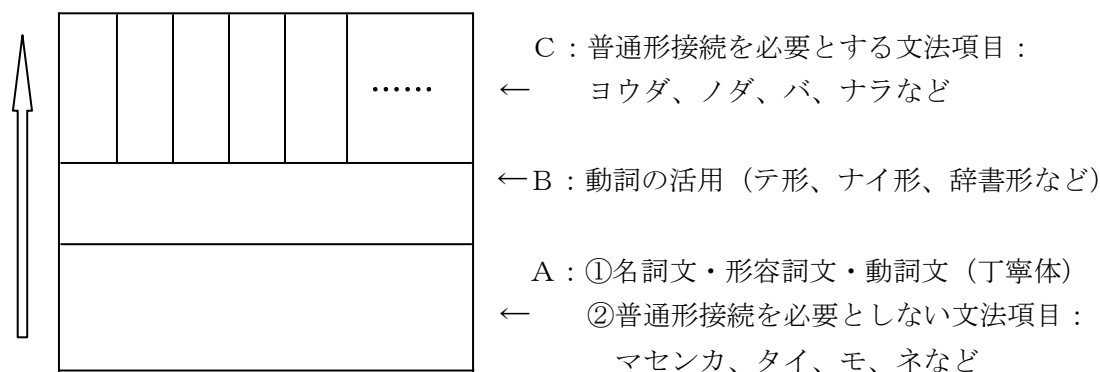 C：普通形接続を必要とする文法項目：
……
← ヨウダ、ノダ、バ、ナラなど
←B：動詞の活用（テ形、ナイ形、辞書形など）
A：①名詞文・形容詞文・動詞文（丁寧体）
← ②普通形接続を必要としない文法項目：
マセンカ、タイ、モ、ネなど